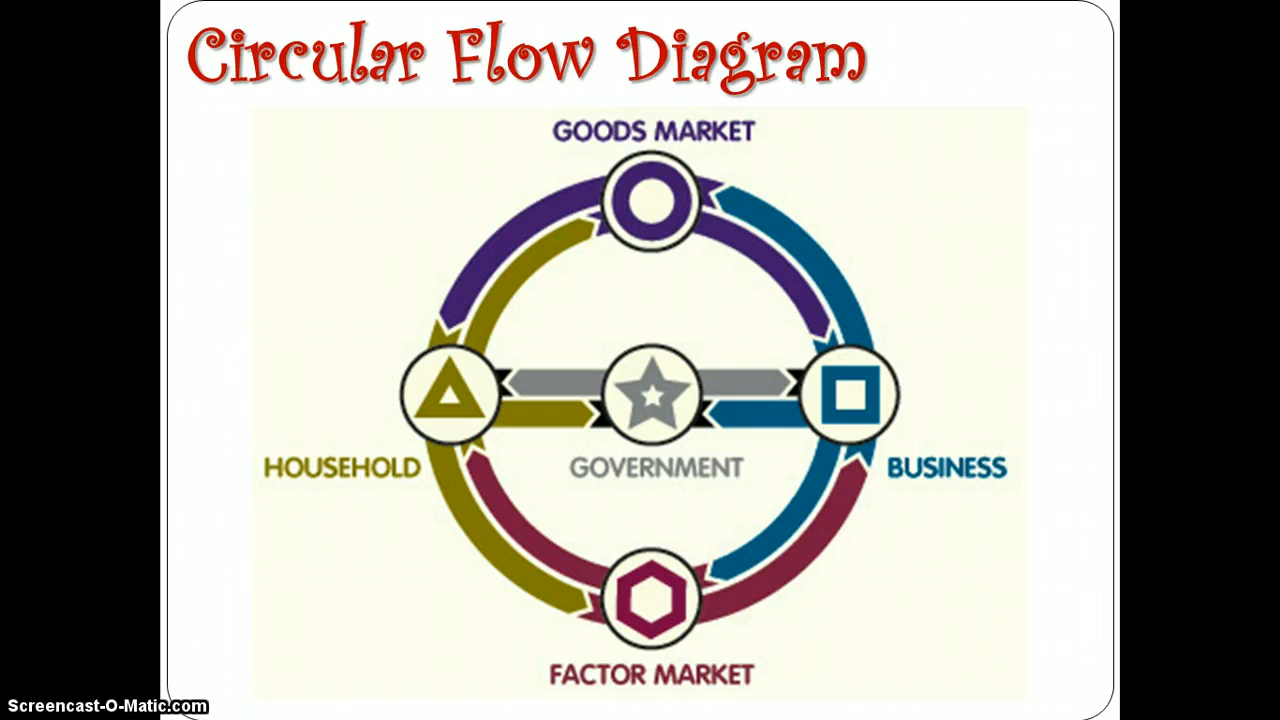 Circular Flow Diagram
GOODS MARKET
HOUSEHOLD
GOVERNMENT
BUSINESS
FACTOR MARKET
Screencast-O-Matic.com